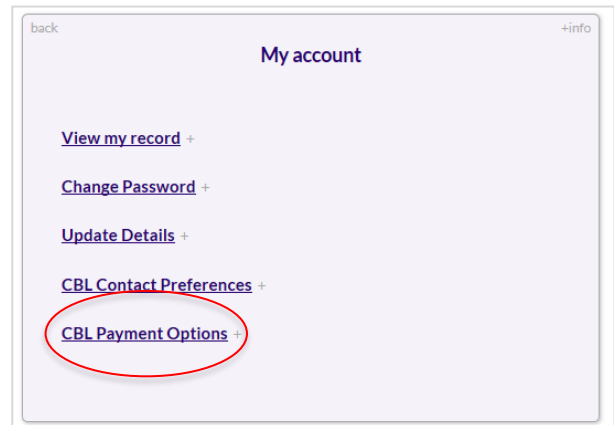 back +info
My account
View my record +
Change Password +
Update Details +
CBL Contact Preferences +
CBL Payment Options +